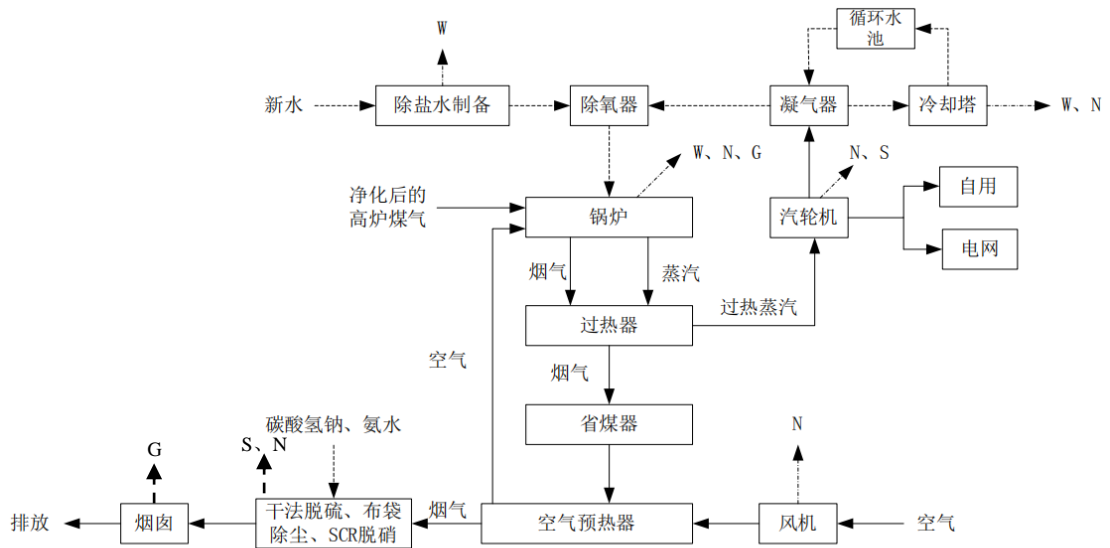 循环水
池
W
新水
除盐水制备
除氧器
凝气器
冷却塔
W、N
W、N、G
N、S
净化后的
高炉煤气
锅炉
汽轮机
自用
电网
烟气
蒸汽
过热蒸汽
过热器
空气
烟气
省煤器
碳酸氢钠、氨水
S、N
G
N
排放
烟囱
干法脱硫、布袋
除尘、SCR脱硝
烟气
空气预热器
风机
空气